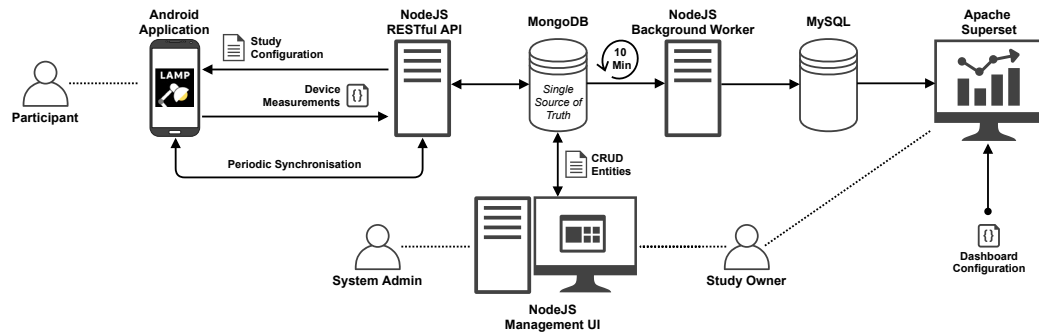 Android
Application
NodeJS
RESTful API
MongoDB
NodeJS
Background Worker
MySQL
Apache
Superset
Study
Configuration
10
Min
LAMP
Device
Measurements
{}
Single
Source of
Truth
Participant
Periodic Synchronisation
CRUD
Entities
{}
System Admin
Study Owner
Dashboard
Configuration
NodeJS
Management UI